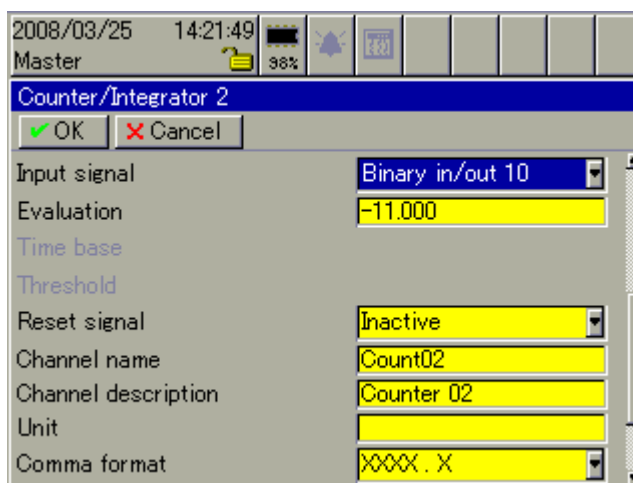 2008/03/25 14:21:49
Master 98%
Counter/Integrator 2
OK Cancel
Input signal Binary in/out 10
Evaluation -11.000
Time base
Threshold
Reset signal Inactive
Channel name Count02
Channel description Counter 02
Unit
Comma format XXXX . X